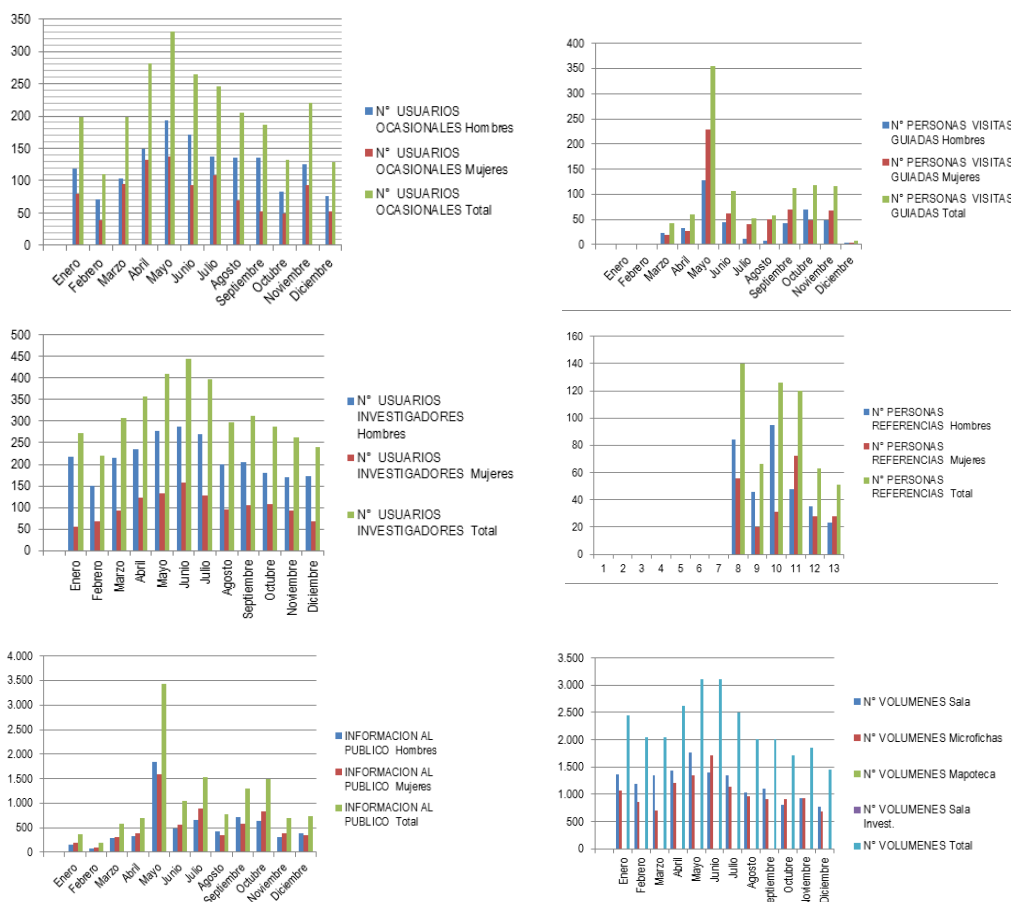 350
300
250
200
150
100
50
0
Enero
Febrero
Marzo
Abril
Mayo
Junio
Julio
Agosto
Septiembre
Octubre
Noviembre
Diciembre
N° USUARIOS
OCASIONALES Hombres
N° USUARIOS
OCASIONALES Mujeres
N° USUARIOS
OCASIONALES Total
400
350
300
250
200
150
100
50
0
Enero
Febrero
Marzo
Abril
Mayo
Junio
Julio
Agosto
Septiembre
Octubre
Noviembre
Diciembre
N° PERSONAS VISITAS
GUIADAS Hombres
N° PERSONAS VISITAS
GUIADAS Mujeres
N° PERSONAS VISITAS
GUIADAS Total
500
450
400
350
300
250
200
150
100
50
0
Enero
Febrero
Marzo
Abril
Mayo
Junio
Julio
Agosto
Septiembre
Octubre
Noviembre
Diciembre
N° USUARIOS
INVESTIGADORES
Hombres
N° USUARIOS
INVESTIGADORES Mujeres
N° USUARIOS
INVESTIGADORES Total
160
140
120
100
80
60
40
20
0
1 2 3 4 5 6 7 8 9 10 11 12 13
N° PERSONAS
REFERENCIAS Hombres
N° PERSONAS
REFERENCIAS Mujeres
N° PERSONAS
REFERENCIAS Total
4.000
3.500
3.000
2.500
2.000
1.500
1.000
500
0
Enero
Febrero
Marzo
Abril
Mayo
Junio
Julio
Agosto
Septiembre
Octubre
Noviembre
Diciembre
INFORMACION AL
PUBLICO Hombres
INFORMACION AL
PUBLICO Mujeres
INFORMACION AL
PUBLICO Total
3.500
3.000
2.500
2.000
1.500
1.000
500
0
Enero
Febrero
Marzo
Abril
Mayo
Junio
Julio
Agosto
Septiembre
Octubre
Noviembre
Diciembre
N° VOLUMENES Sala
N° VOLUMENES Microfichas
N° VOLUMENES Mapoteca
N° VOLUMENES Sala
Invest.
N° VOLUMENES Total